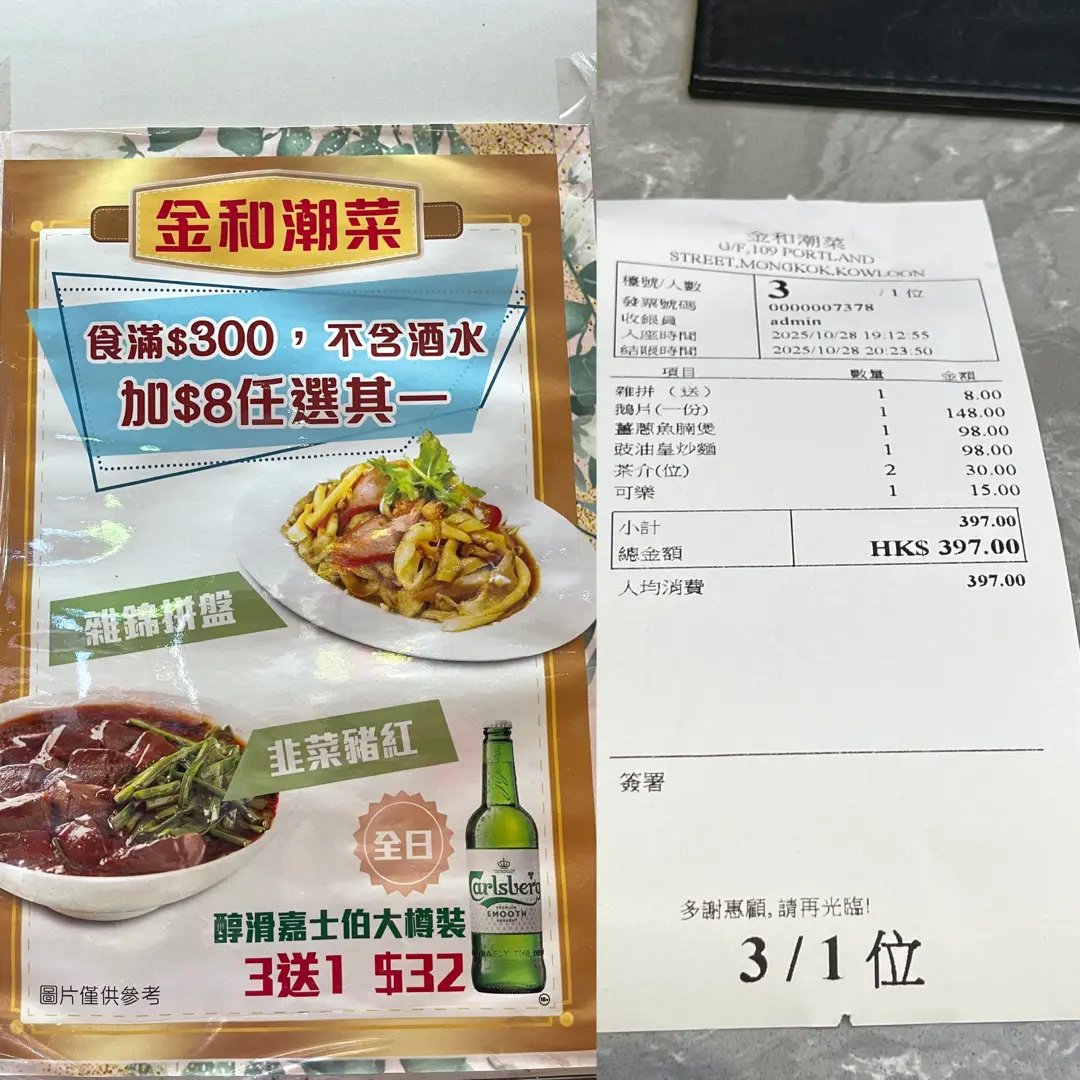 金和潮菜
食滿$300，不含酒水
加$8任選其一
雜錦拼盤
韭菜豬紅
全日
Carlsberg
SMOOTH
醇滑嘉士伯大樽裝
3送1 $32
圖片僅供參考
18+
金和潮菜
G/F,109 PORTLAND
STREET,MONGKOK,KOWLOON
檯號/人數 3 / 1 位
發票號碼 0000007378
收銀員 admin
入座時間 2025/10/28 19:12:55
結賬時間 2025/10/28 20:23:50
項目 數量 金額
雜拼（送） 1 8.00
鵝片(一份) 1 148.00
薑蔥魚腩煲 1 98.00
豉油皇炒麵 1 98.00
茶介(位) 2 30.00
可樂 1 15.00
小計 397.00
總金額 HK$ 397.00
人均消費 397.00
簽署
多謝惠顧,請再光臨!
3 / 1 位